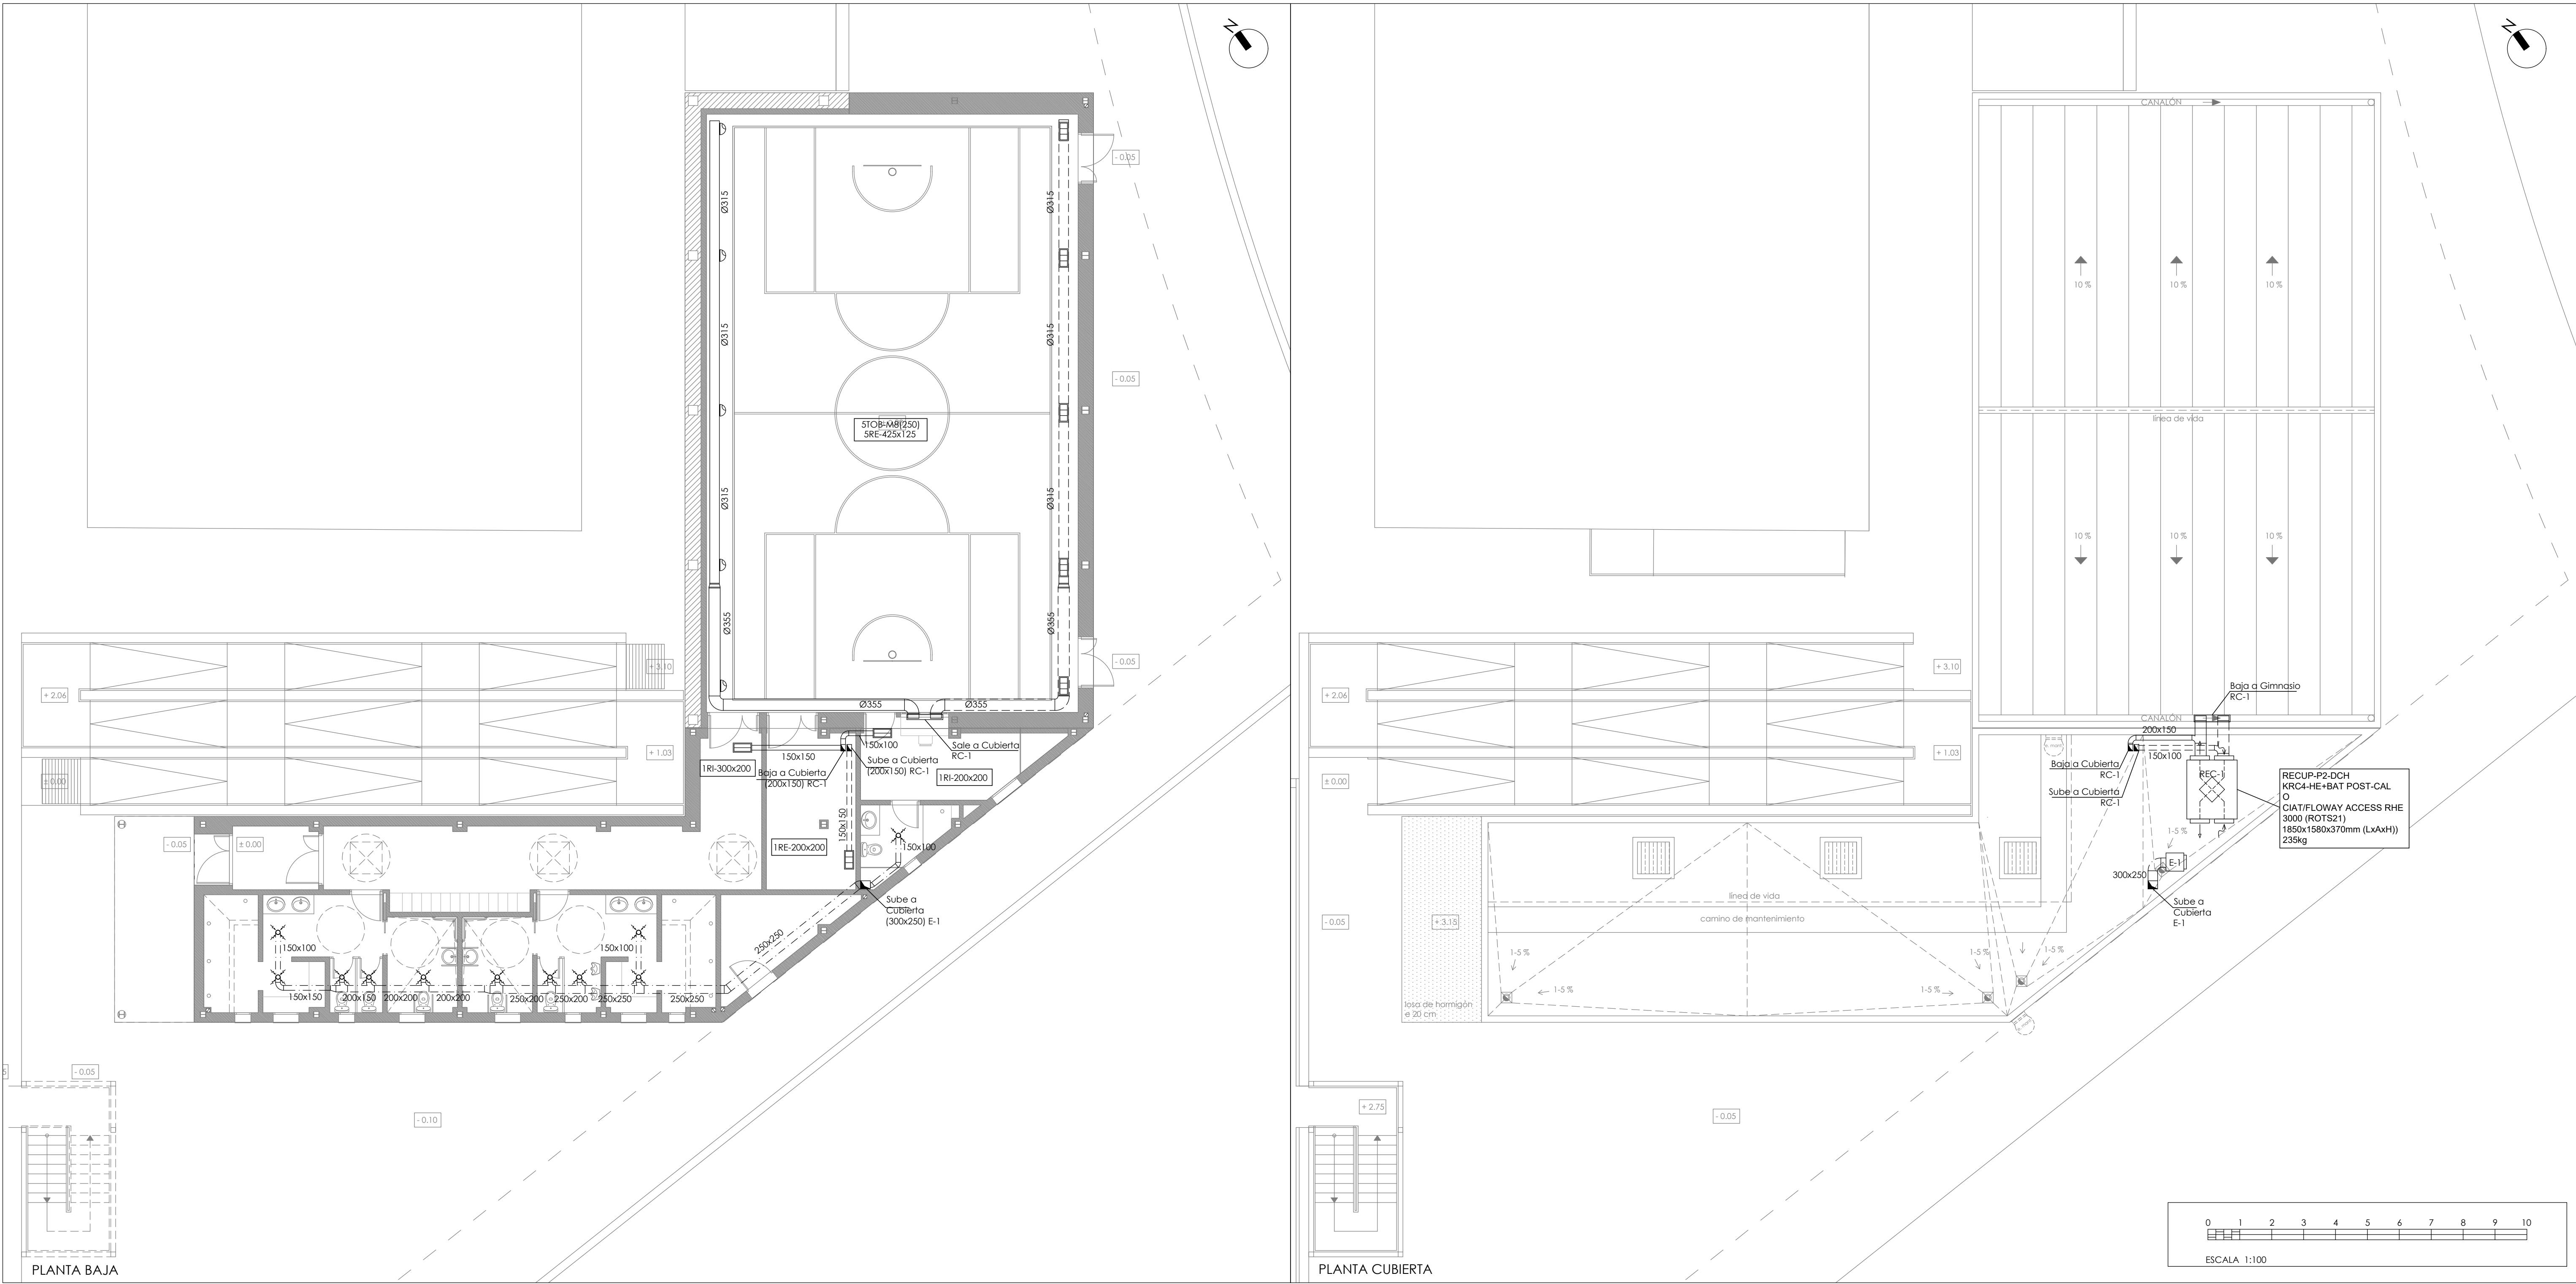 N
- 0.05
Ø315
Ø315
Ø315
Ø315
- 0.05
5TOB-M8(250)
5RE-425x125
Ø315
Ø315
Ø355
Ø355
- 0.05
+ 3.10
+ 2.06
Ø355
Ø355
+ 1.03
± 0.00
150x150
150x100
Sale a Cubierta
RC-1
Sube a Cubierta
(200x150) RC-1
1RI-300x200
Baja a Cubierta
(200x150) RC-1
1RI-200x200
150x150
1RE-200x200
150x100
- 0.05
± 0.00
Sube a
Cubierta
(300x250) E-1
250x250
150x100
150x100
150x150
200x150
200x200
200x200
250x200
250x200
250x250
250x250
- 0.05
- 0.10
PLANTA BAJA
N
CANALÓN
10 %
10 %
10 %
línea de vida
10 %
10 %
10 %
+ 3.10
+ 2.06
+ 1.03
± 0.00
Baja a Gimnasio
RC-1
CANALÓN
200x150
150x100
Baja a Cubierta
RC-1
Sube a Cubierta
RC-1
REC-1
RECUP-P2-DCH
KRC4-HE+BAT POST-CAL
O
CIAT/FLOWAY ACCESS RHE
3000 (ROTS21)
1850x1580x370mm (LxAxH))
235kg
1-5 %
E-1
300x250
Sube a
Cubierta
E-1
línea de vida
camino de mantenimiento
- 0.05
+ 3.15
1-5 %
1-5 %
1-5 %
1-5 %
1-5 %
losa de hormigón
e 20 cm
+ 2.75
- 0.05
0 1 2 3 4 5 6 7 8 9 10
ESCALA 1:100
PLANTA CUBIERTA